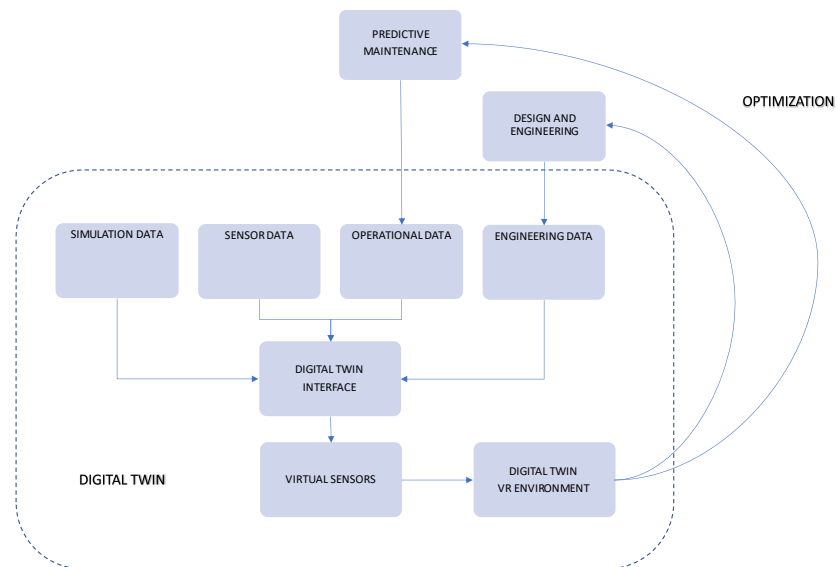 PREDICTIVE
MAINTENANCE
OPTIMIZATION
DESIGN AND
ENGINEERING
SIMULATION DATA
SENSOR DATA
OPERATIONAL DATA
ENGINEERING DATA
DIGITAL TWIN
INTERFACE
DIGITAL TWIN
VIRTUAL SENSORS
DIGITAL TWIN
VR ENVIRONMENT